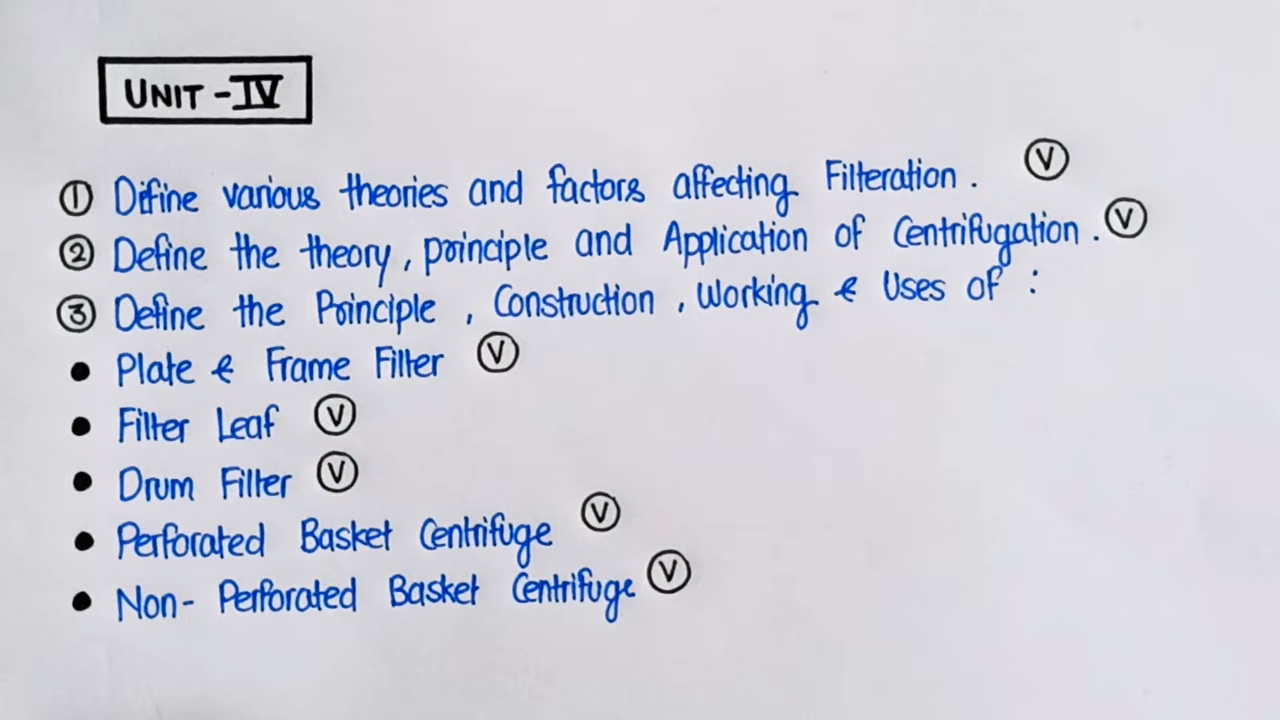 UNIT - IV
① Difine various theories and factors affecting Filteration. Ⓥ
② Define the theory, principle and Application of Centrifugation. Ⓥ
③ Define the Principle, Construction, Working & Uses of :
• Plate & Frame Filter Ⓥ
• Filter Leaf Ⓥ
• Drum Filter Ⓥ
• Perforated Basket Centrifuge Ⓥ
• Non- Perforated Basket Centrifuge Ⓥ